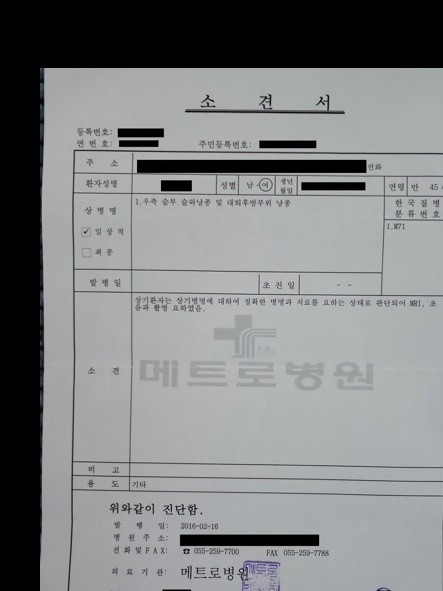 소 견 서
등록번호:
연 번 호:
주민등록번호:
주 소
전화
환자성명
성별 남·여
생년월일
연령 만 45
상 병 명
☑ 임 상 적
☐ 최 종
1.우측 슬부 슬와낭종 및 대퇴후방부위 낭종
한 국 질 병
분 류 번 호
1.M71
발 병 일
초 진 일
- -
소 견
상기환자는 상기병명에 대하여 정확한 병명과 치료를 요하는 상태로 판단되어 MRI, 초
음파 촬영 요하였음.
메트로병원
비 고
용 도
기타
위와같이 진단함.
발 행 일: 2016-02-16
병 원 주 소:
전 화 및 F A X: ☎ 055-259-7700 FAX 055-259-7788
의 료 기 관: 메트로병원